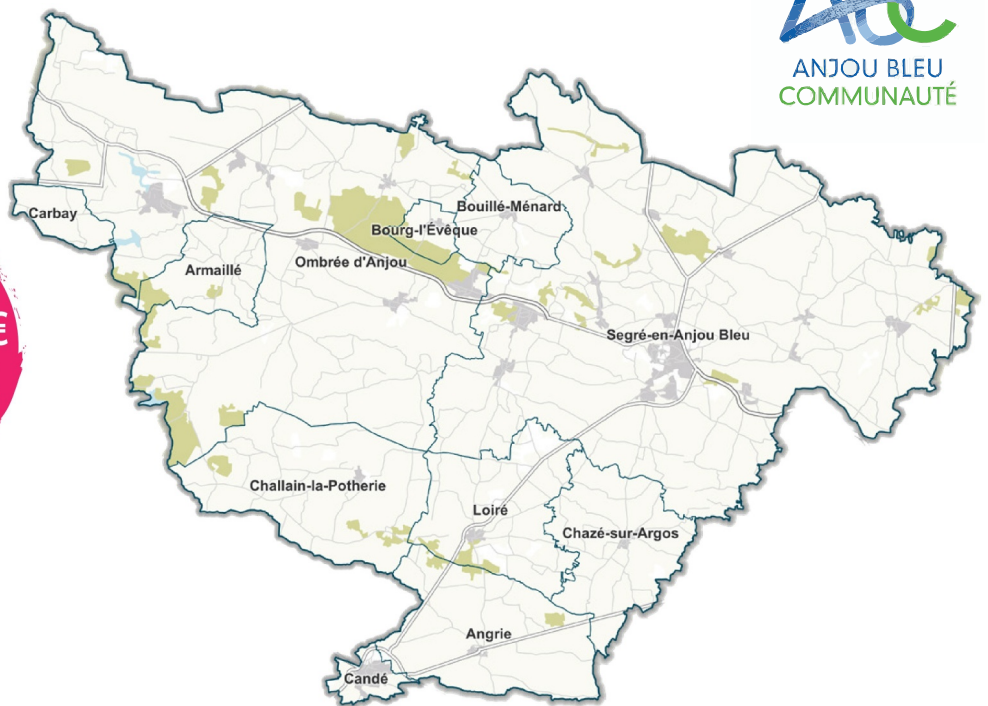 ABC
ANJOU BLEU
COMMUNAUTÉ
Carbay
Bouillé-Ménard
Bourg-l'Évêque
Ombrée d'Anjou
Armaillé
Segré-en-Anjou Bleu
Challain-la-Potherie
Loiré
Chazé-sur-Argos
Angrie
Candé